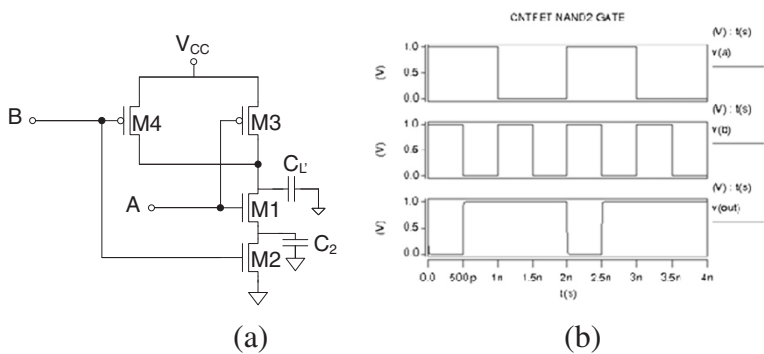 V_CC
B
M4
M3
C_L'
A
M1
C_2
M2
(a)
CNTFET NAND2 GATE
(V) : t(s)
v(a)
(V)
1.0
0.5
0.0
(V) : t(s)
v(b)
(V)
1.0
0.5
0.0
(V) : t(s)
v(out)
(V)
1.0
0.5
0.0
0.0 500p 1n 1.5n 2n 2.5n 3n 3.5n 4n
t(s)
(b)